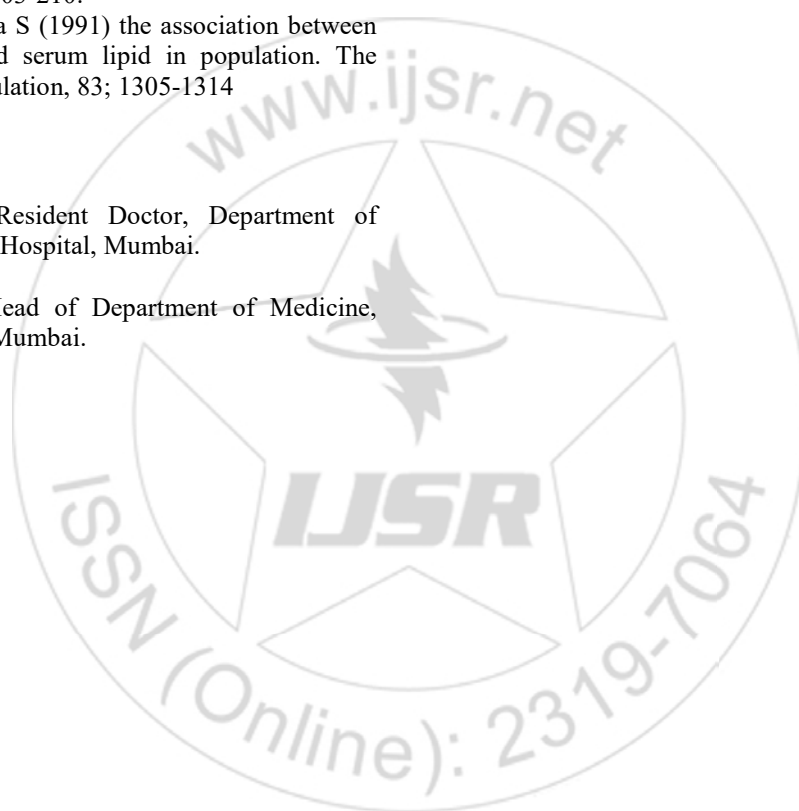 a S (1991) the association between
d serum lipid in population. The
ulation, 83; 1305-1314
www.ijsr.net
Resident Doctor, Department of
Hospital, Mumbai.
ead of Department of Medicine,
Mumbai.
IJSR
ISSN (Online): 2319-7064